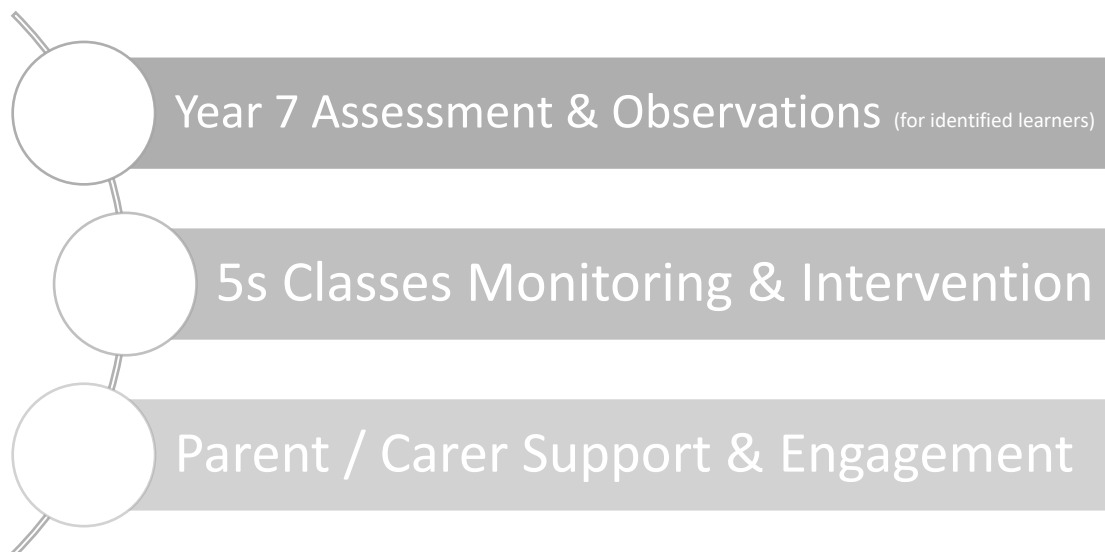 Year 7 Assessment & Observations (for identified learners)
5s Classes Monitoring & Intervention
Parent / Carer Support & Engagement